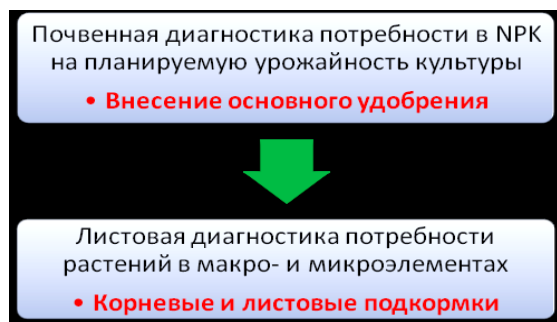 Почвенная диагностика потребности в NPK
на планируемую урожайность культуры
• Внесение основного удобрения
Листовая диагностика потребности
растений в макро- и микроэлементах
• Корневые и листовые подкормки